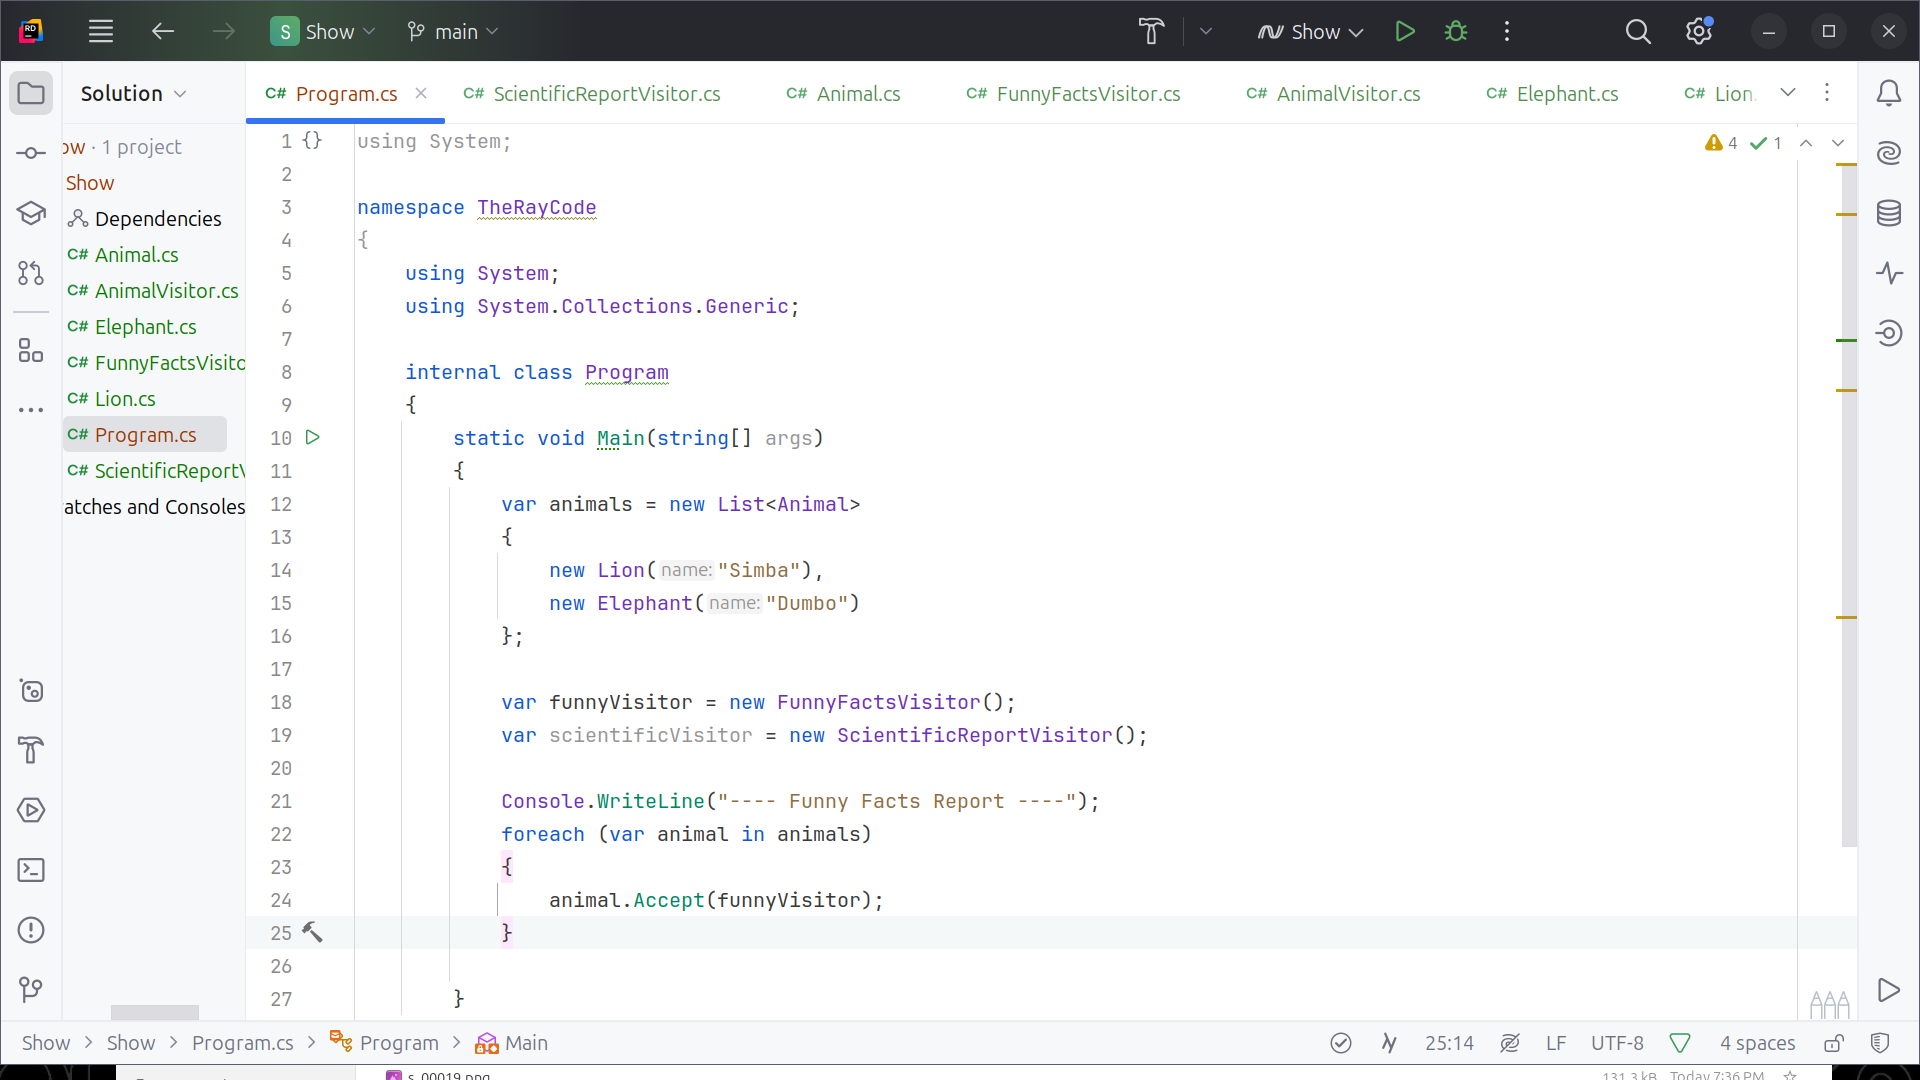 RD
S Show main Show
Solution
C# Program.cs C# ScientificReportVisitor.cs C# Animal.cs C# FunnyFactsVisitor.cs C# AnimalVisitor.cs C# Elephant.cs C# Lion.
ow · 1 project
Show
Dependencies
C# Animal.cs
C# AnimalVisitor.cs
C# Elephant.cs
C# FunnyFactsVisito
C# Lion.cs
C# Program.cs
C# ScientificReportV
atches and Consoles
4 1
1 {} using System;
2
3 namespace TheRayCode
4 {
5 using System;
6 using System.Collections.Generic;
7
8 internal class Program
9 {
10 static void Main(string[] args)
11 {
12 var animals = new List<Animal>
13 {
14 new Lion(name: "Simba"),
15 new Elephant(name: "Dumbo")
16 };
17
18 var funnyVisitor = new FunnyFactsVisitor();
19 var scientificVisitor = new ScientificReportVisitor();
20
21 Console.WriteLine("---- Funny Facts Report ----");
22 foreach (var animal in animals)
23 {
24 animal.Accept(funnyVisitor);
25 }
26
27 }
Show > Show > Program.cs > Program > Main 25:14 LF UTF-8 4 spaces
s_00019.png 131.3 kB Today 7:36 PM